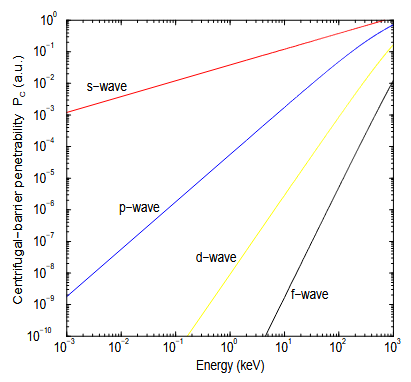 10^0
10^-1
10^-2
10^-3
10^-4
10^-5
10^-6
10^-7
10^-8
10^-9
10^-10
Centrifugal-barrier penetrability P_C (a.u.)
s-wave
p-wave
d-wave
f-wave
10^-3 10^-2 10^-1 10^0 10^1 10^2 10^3
Energy (keV)